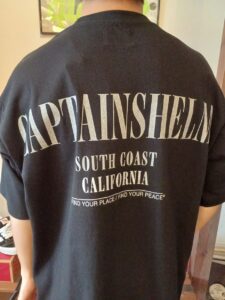 CAPTAINSHELM
SOUTH COAST
CALIFORNIA
FIND YOUR PLACE, FIND YOUR PEACE"